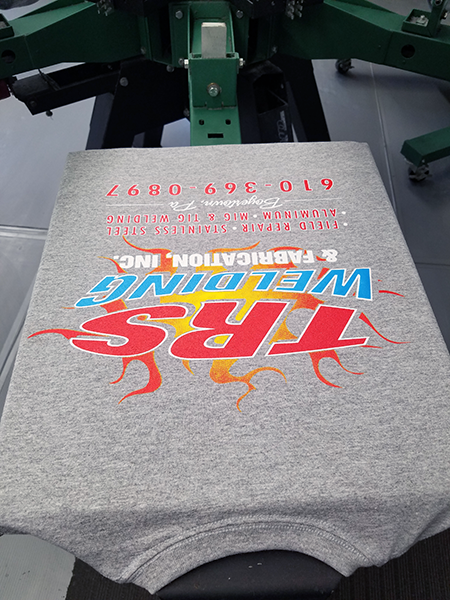 TRS
WELDING
& FABRICATION, INC.
• FIELD REPAIR • STAINLESS STEEL
• ALUMINUM • MIG & TIG WELDING
Boyertown, Pa
610-369-0897